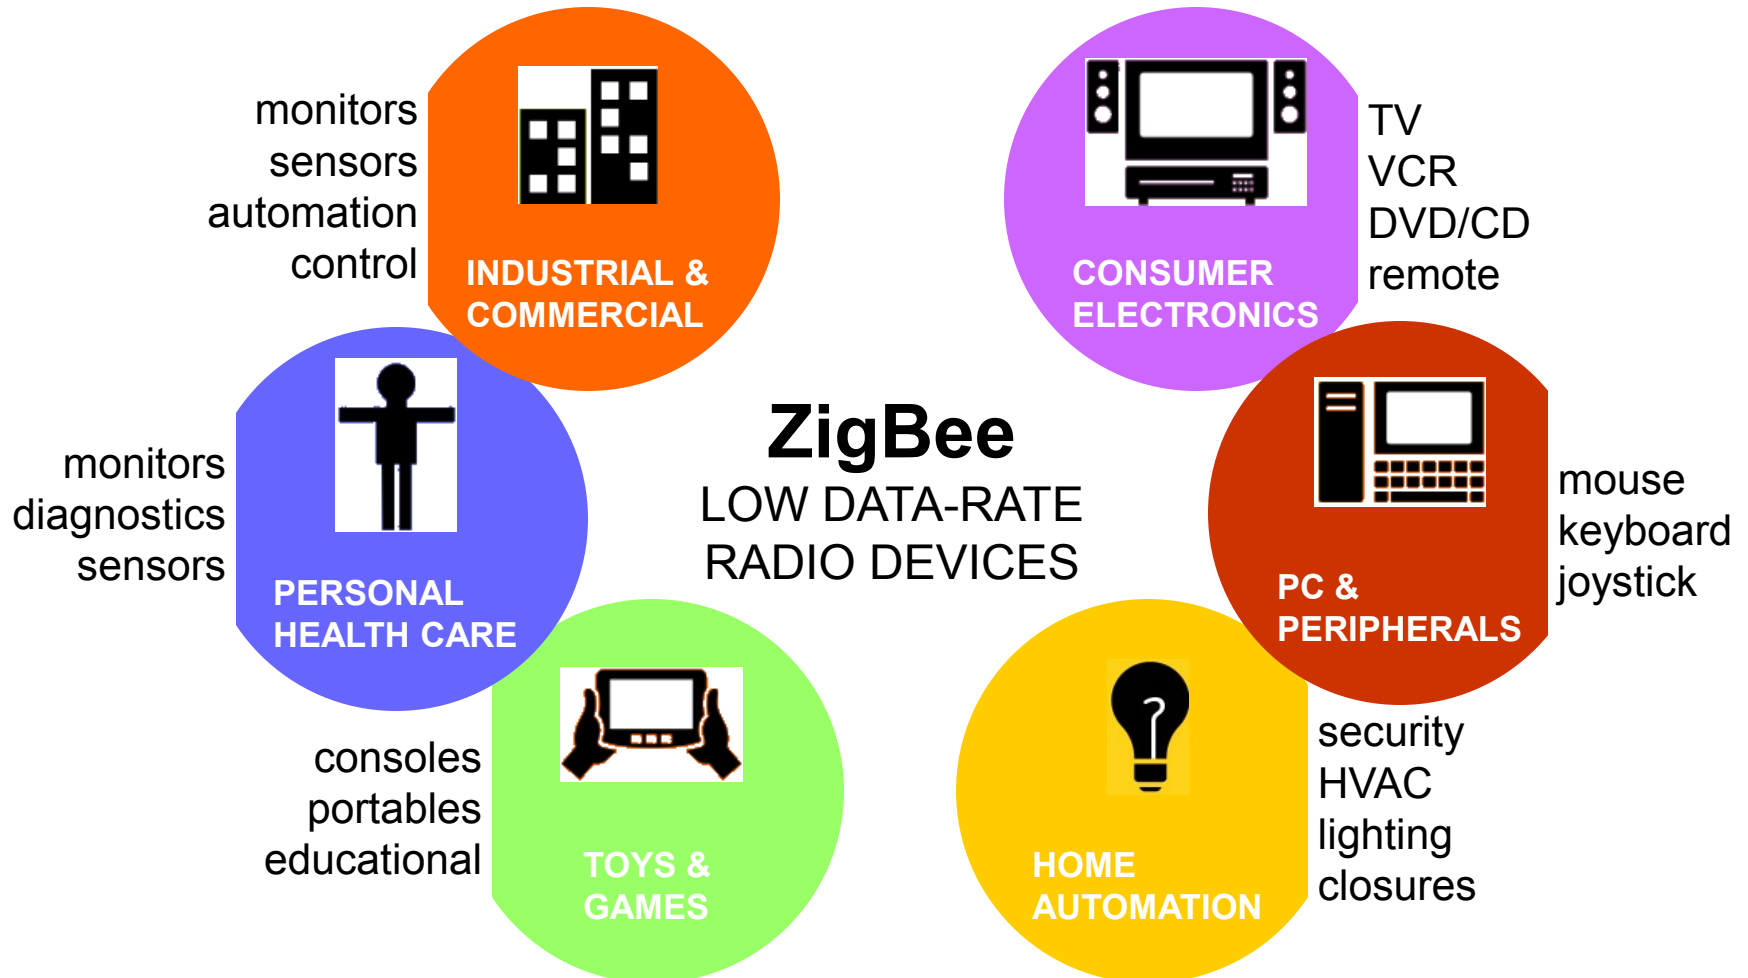 monitors
sensors
automation
control
INDUSTRIAL &
COMMERCIAL
CONSUMER
ELECTRONICS
TV
VCR
DVD/CD
remote
monitors
diagnostics
sensors
PERSONAL
HEALTH CARE
ZigBee
LOW DATA-RATE
RADIO DEVICES
PC &
PERIPHERALS
mouse
keyboard
joystick
consoles
portables
educational
TOYS &
GAMES
HOME
AUTOMATION
security
HVAC
lighting
closures